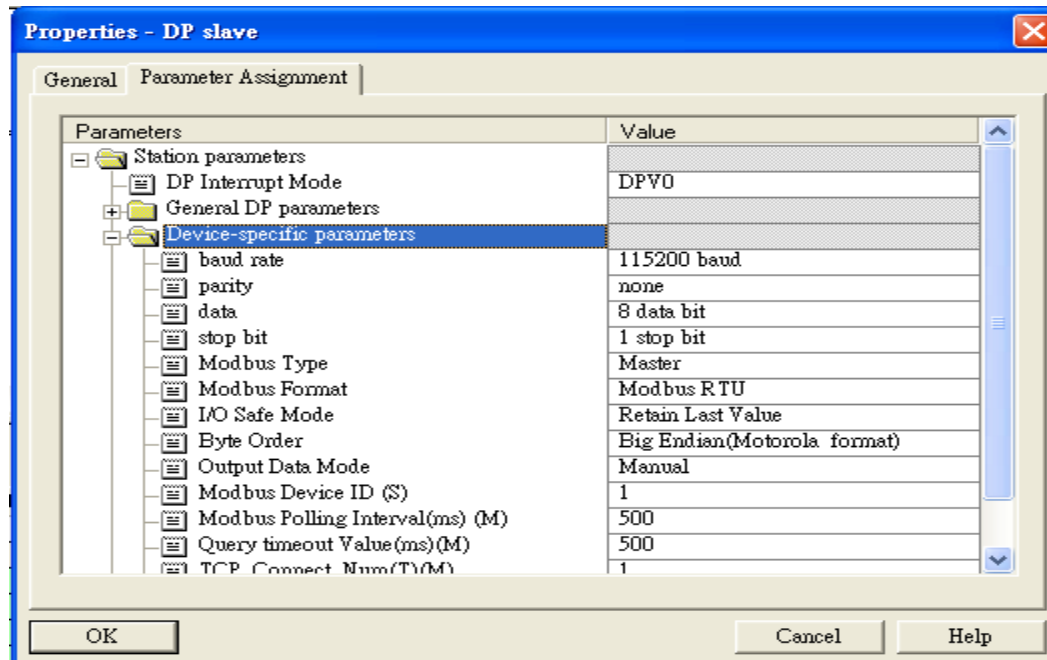 Properties - DP slave
General Parameter Assignment
Parameters Value
Station parameters
DP Interrupt Mode DPV0
General DP parameters
Device-specific parameters
baud rate 115200 baud
parity none
data 8 data bit
stop bit 1 stop bit
Modbus Type Master
Modbus Format Modbus RTU
I/O Safe Mode Retain Last Value
Byte Order Big Endian(Motorola format)
Output Data Mode Manual
Modbus Device ID (S) 1
Modbus Polling Interval(ms) (M) 500
Query timeout Value(ms)(M) 500
TCP Connect Num(T)(M) 1
OK Cancel Help